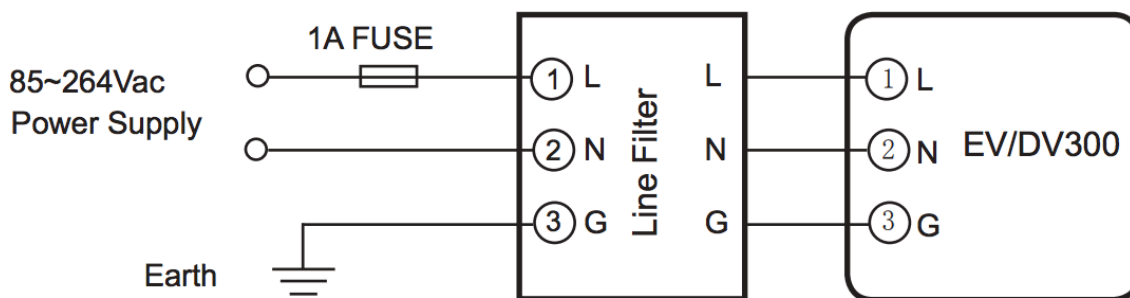 1A FUSE
85~264Vac
Power Supply
1 L
2 N
3 G
Line Filter
L
N
G
1 L
2 N
3 G
EV/DV300
Earth